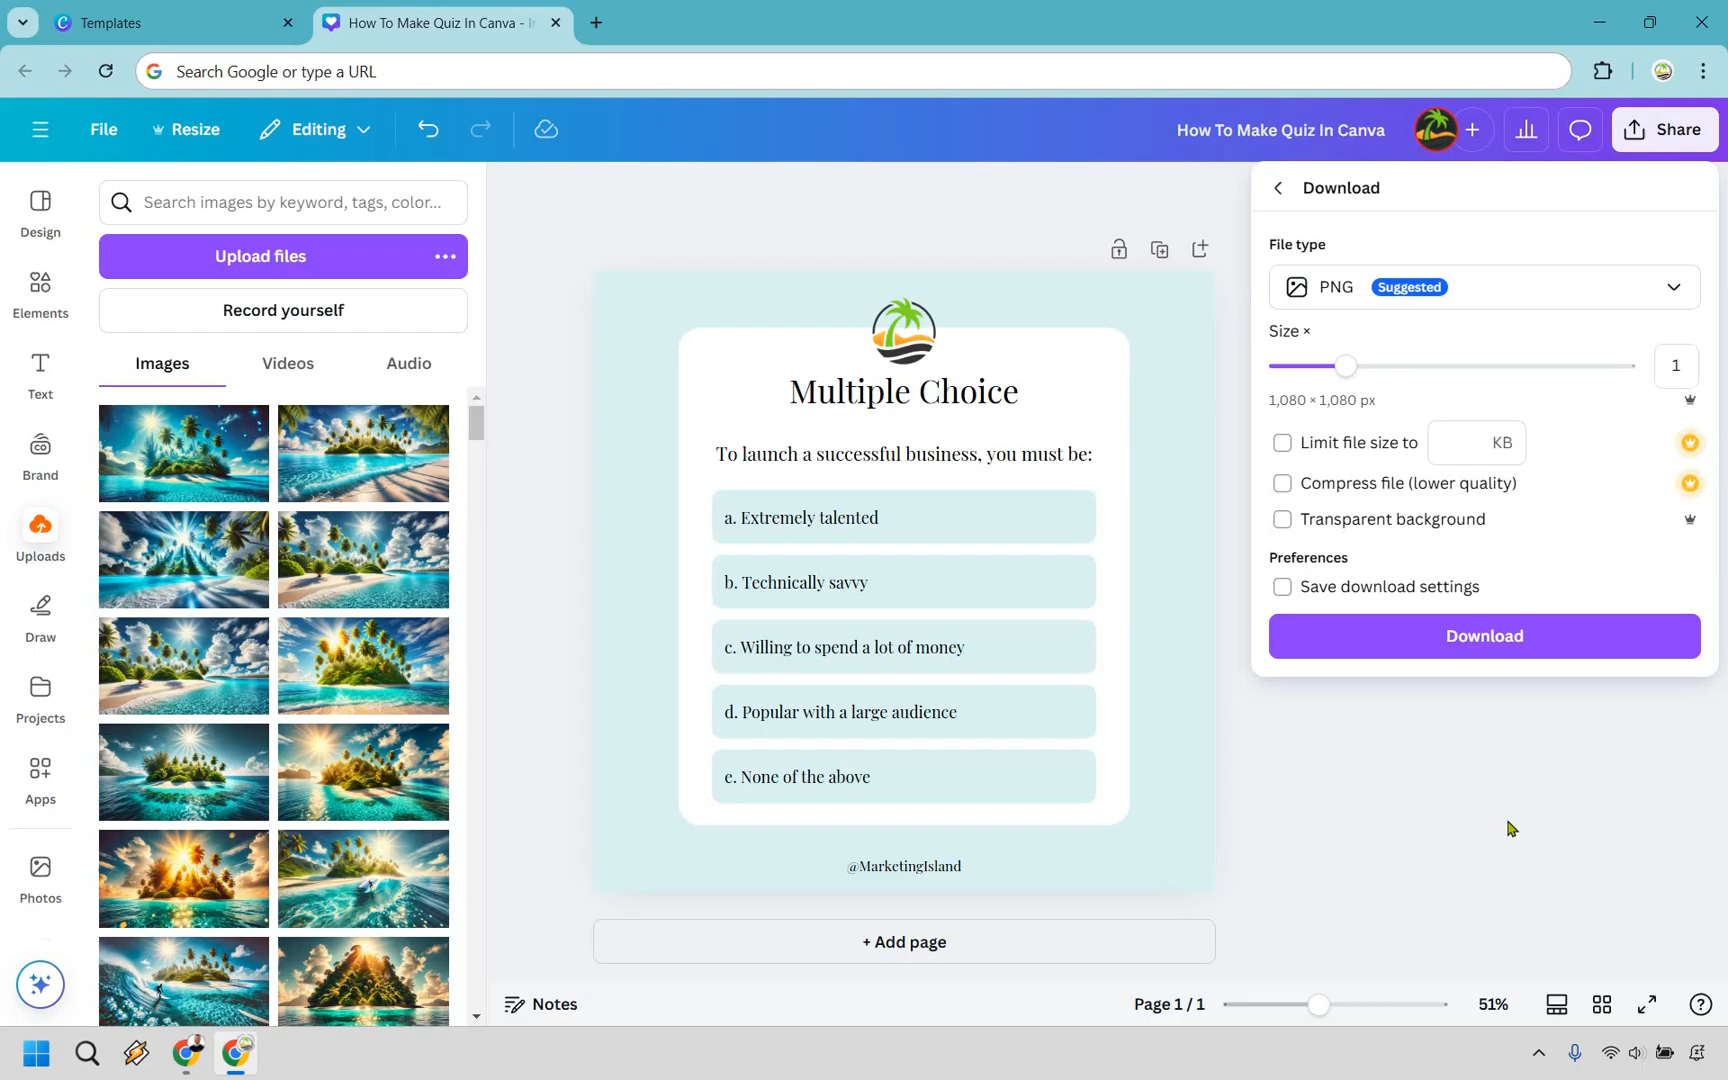 Templates
How To Make Quiz In Canva - In
Search Google or type a URL
File
Resize
Editing
How To Make Quiz In Canva
Share
Design
Elements
Text
Brand
Uploads
Draw
Projects
Apps
Photos
Search images by keyword, tags, color...
Upload files
Record yourself
Images
Videos
Audio
Multiple Choice
To launch a successful business, you must be:
a. Extremely talented
b. Technically savvy
c. Willing to spend a lot of money
d. Popular with a large audience
e. None of the above
@MarketingIsland
+ Add page
Download
File type
PNG
Suggested
Size ×
1
1,080 × 1,080 px
Limit file size to
KB
Compress file (lower quality)
Transparent background
Preferences
Save download settings
Download
Notes
Page 1 / 1
51%